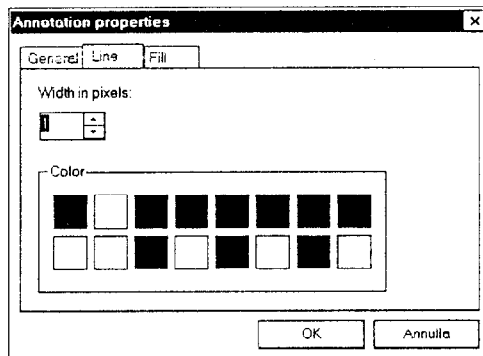 Annotation properties
General Line Fill
Width in pixels:
1
Color
OK Annulla